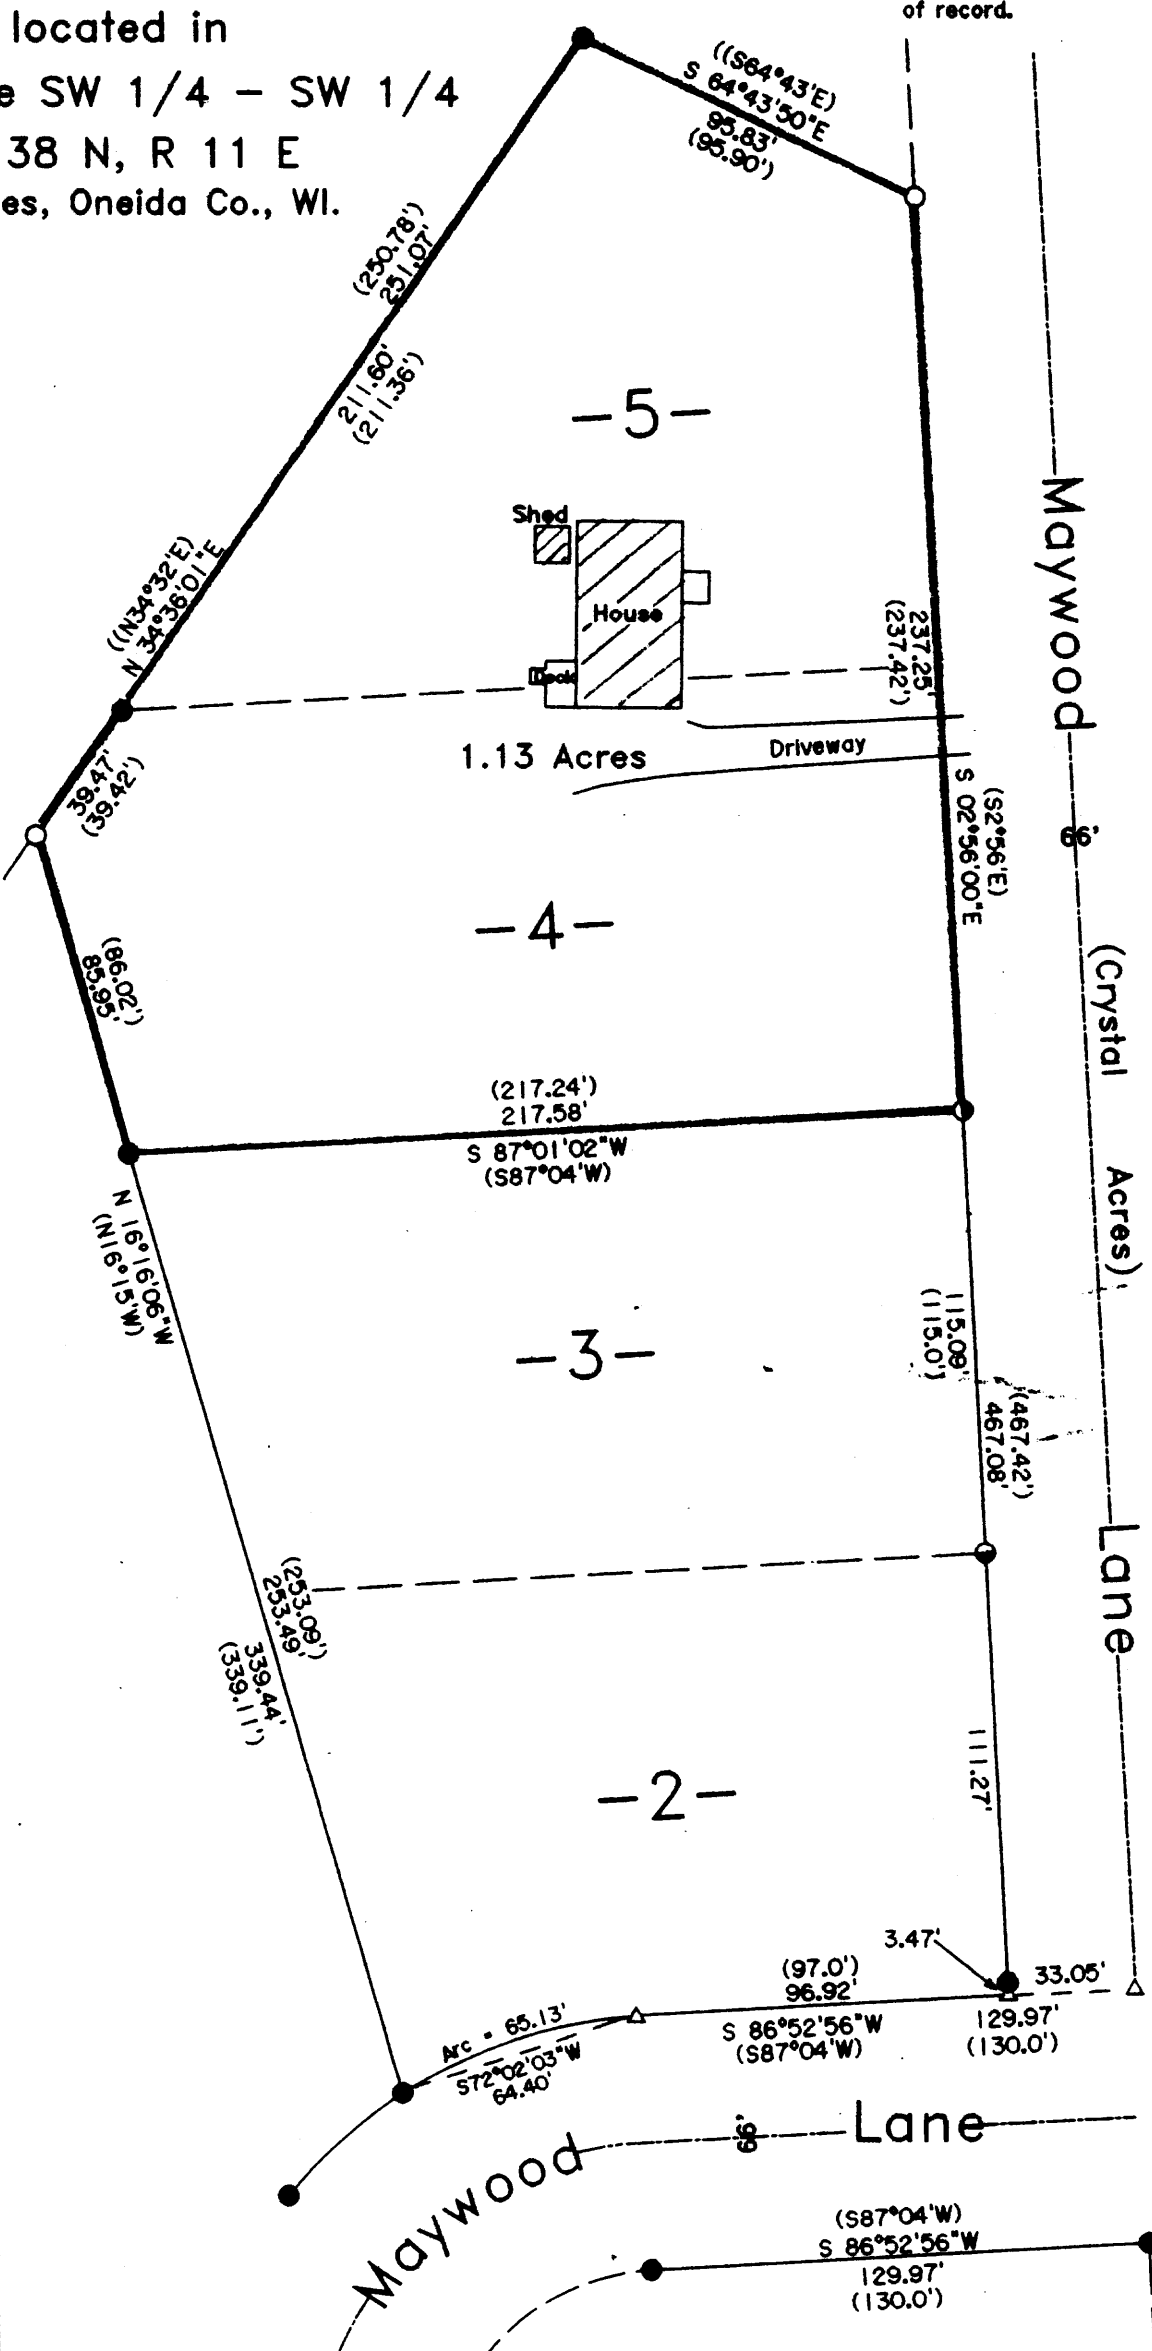 located in
e SW 1/4 - SW 1/4
38 N, R 11 E
es, Oneida Co., WI.
of record.
((S64°43'E)
S 64°43'50"E
95.83'
(95.90')
(250.78')
251.07'
211.60'
(211.36')
-5-
Shed
House
Deck
((N34°32'E)
N 34°36'01"E
237.25'
(237.42')
Maywood
1.13 Acres
Driveway
39.47'
(39.42')
(S2°56'E)
S 02°56'00"E
66'
-4-
(86.02')
85.95'
(Crystal
Acres)
(217.24')
217.58'
S 87°01'02"W
(S87°04'W)
N 16°16'06"W
(N16°15'W)
115.09'
(115.0')
-3-
(467.42')
467.08'
Lane
(253.09')
253.49'
339.44'
(339.11')
111.27'
-2-
3.47'
33.05'
(97.0')
96.92'
S 86°52'56"W
(S87°04'W)
129.97'
(130.0')
Arc = 65.13'
S72°02'03"W
64.40'
Maywood
66'
Lane
(S87°04'W)
S 86°52'56"W
129.97'
(130.0')